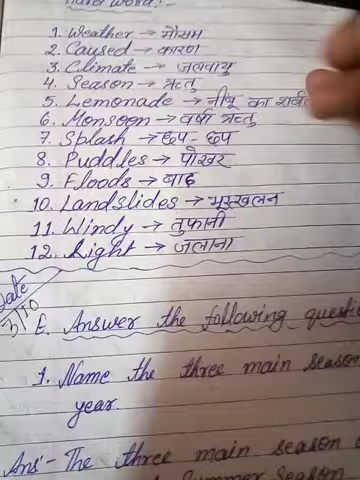 Hard word:-
1. Weather → मौसम
2. Caused → कारण
3. Climate → जलवायु
4. Season → ऋतु
5. Lemonade → नींबू का शर्बत
6. Monsoon → वर्षा ऋतु
7. Splash → छप - छप
8. Puddles → पोखर
9. Floods → बाढ़
10. Landslides → भूस्खलन
11. Windy → तुफानी
12. Light → जलाना
Date
3/10
E. Answer the following questi
1. Name the three main season
year.
Ans- The three main season
Summer season